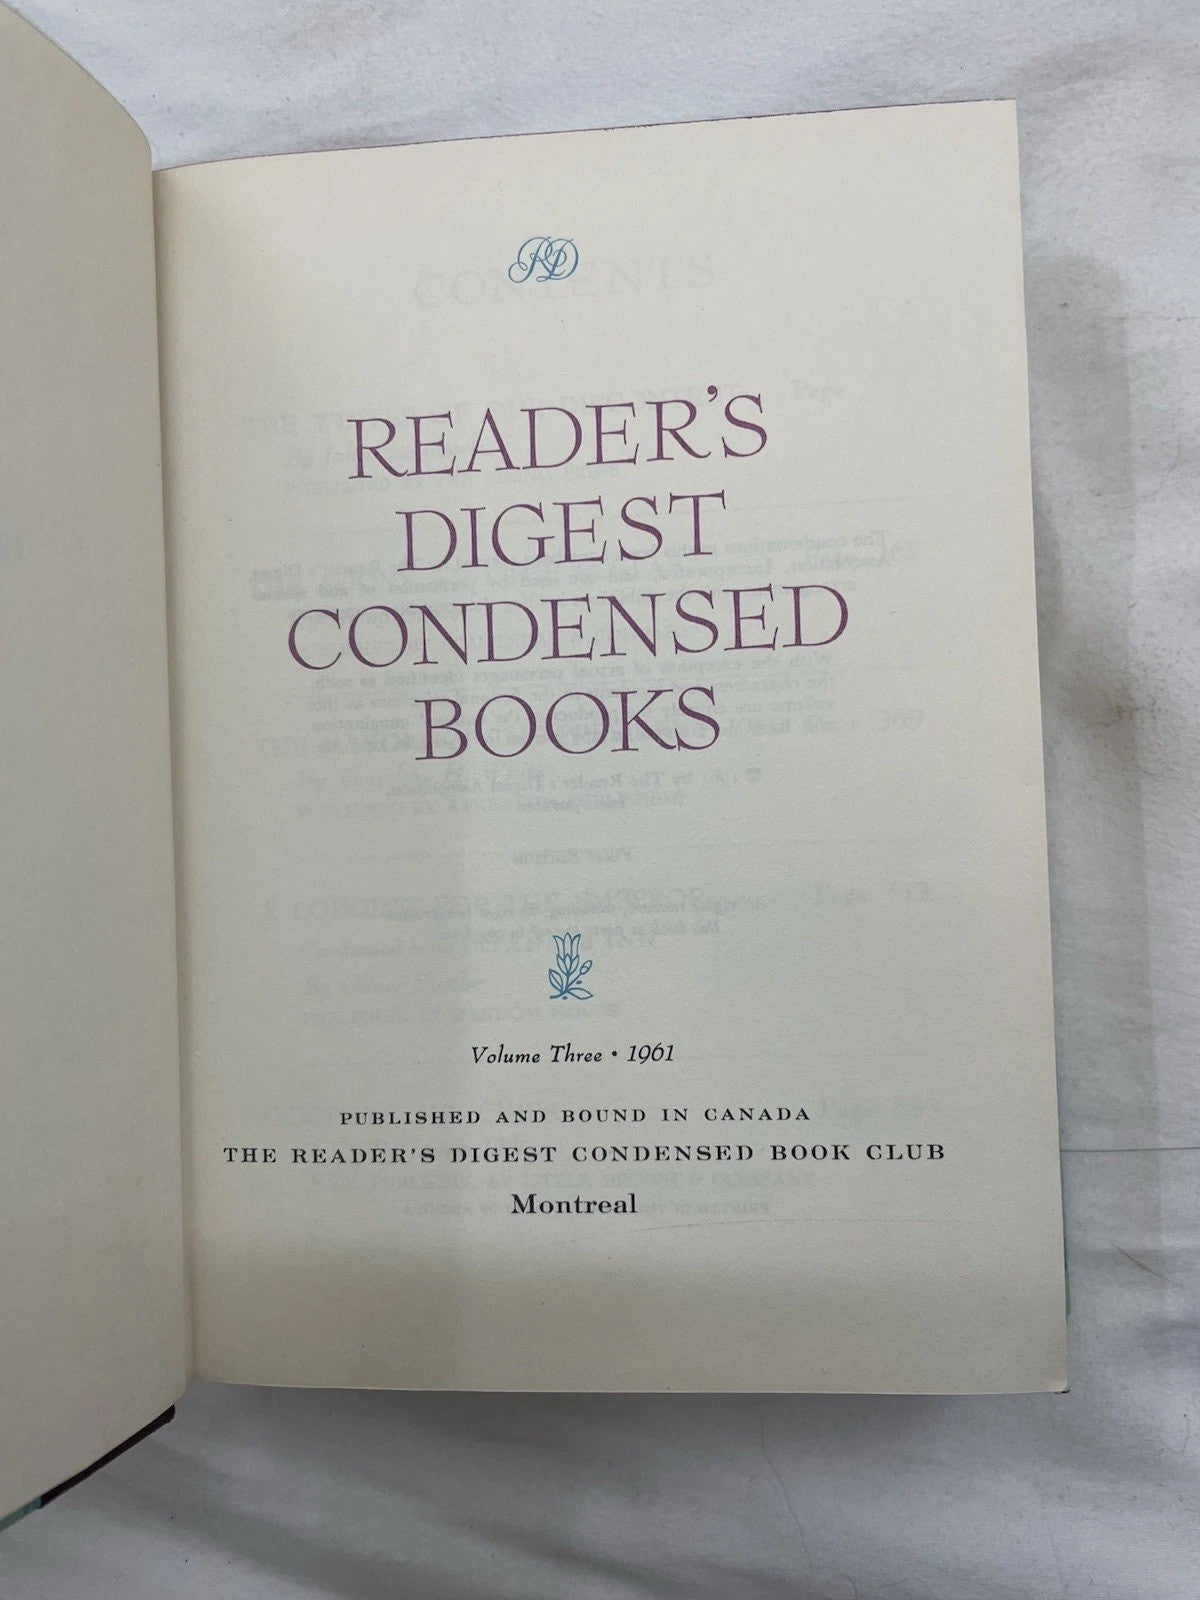 RD
READER'S
DIGEST
CONDENSED
BOOKS
Volume Three • 1961
PUBLISHED AND BOUND IN CANADA
THE READER'S DIGEST CONDENSED BOOK CLUB
Montreal